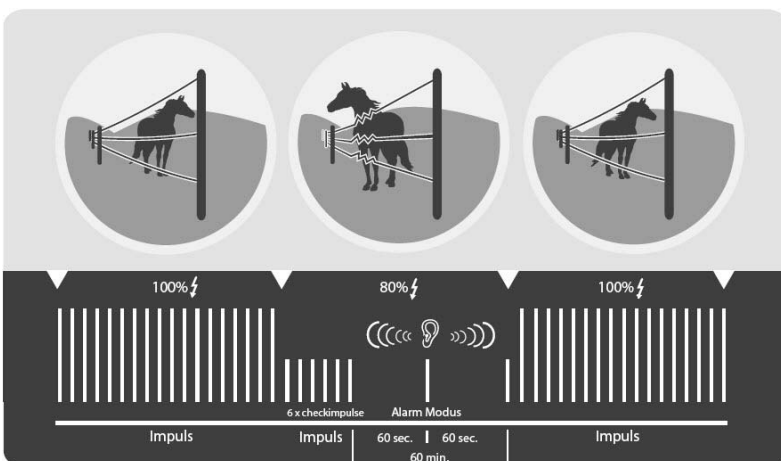 100% 80% 100%
6 x checkimpulse Alarm Modus
Impuls Impuls 60 sec. 60 sec. Impuls
60 min.